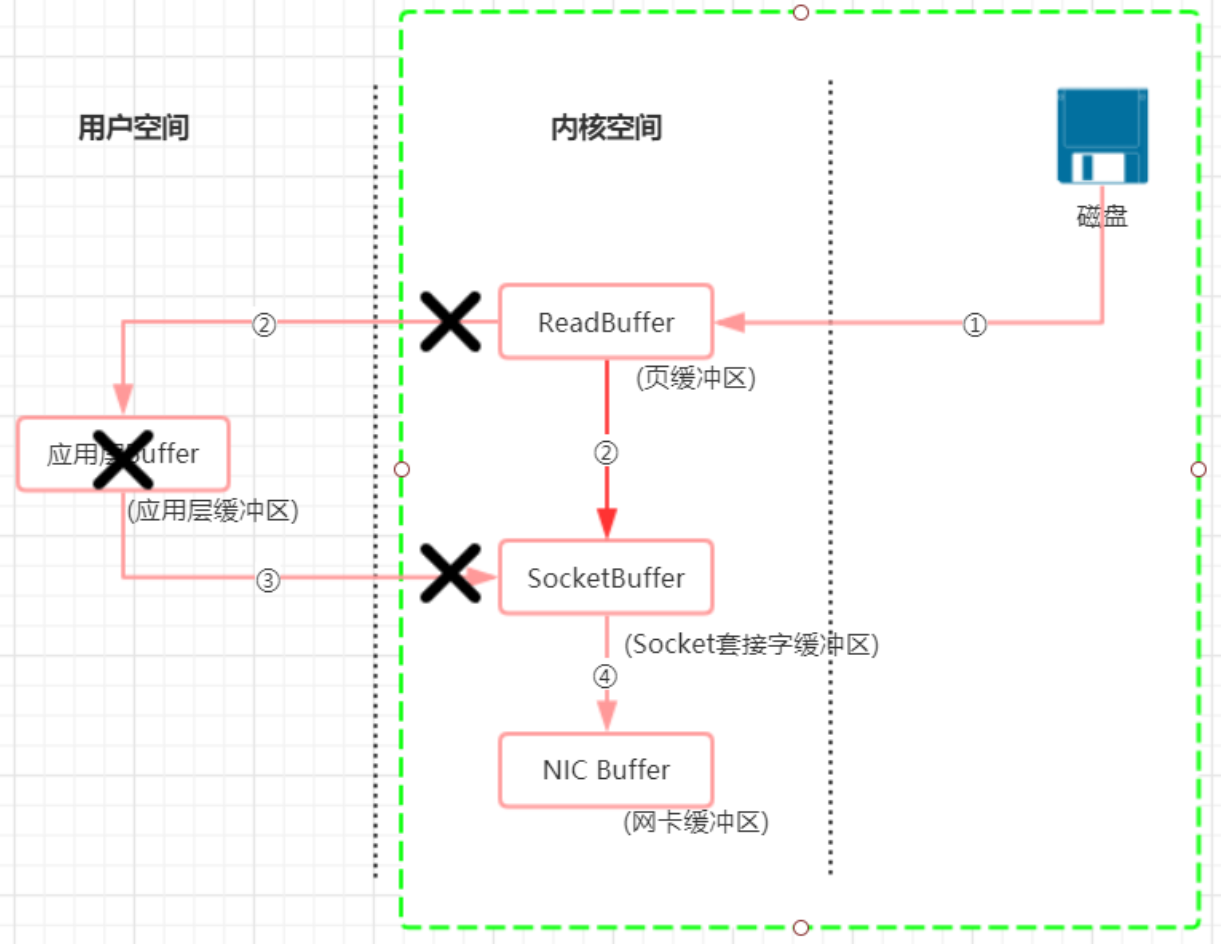 用户空间
内核空间
磁盘
ReadBuffer
①
②
(页缓冲区)
应用层Buffer
②
(应用层缓冲区)
③
SocketBuffer
(Socket套接字缓冲区)
④
NIC Buffer
(网卡缓冲区)